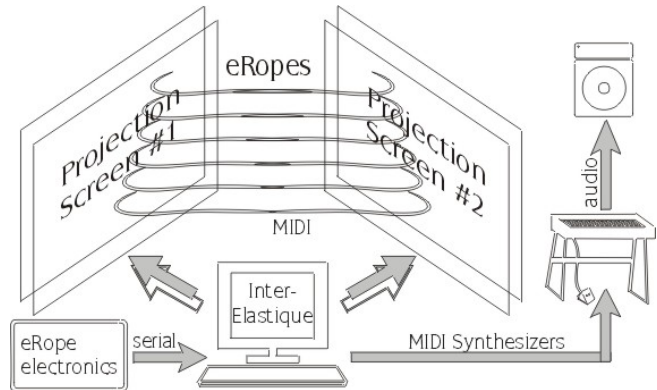 eRopes
Projection
Screen #1
Projection
Screen #2
MIDI
audio
Inter-
Elastique
eRope
electronics
serial
MIDI Synthesizers